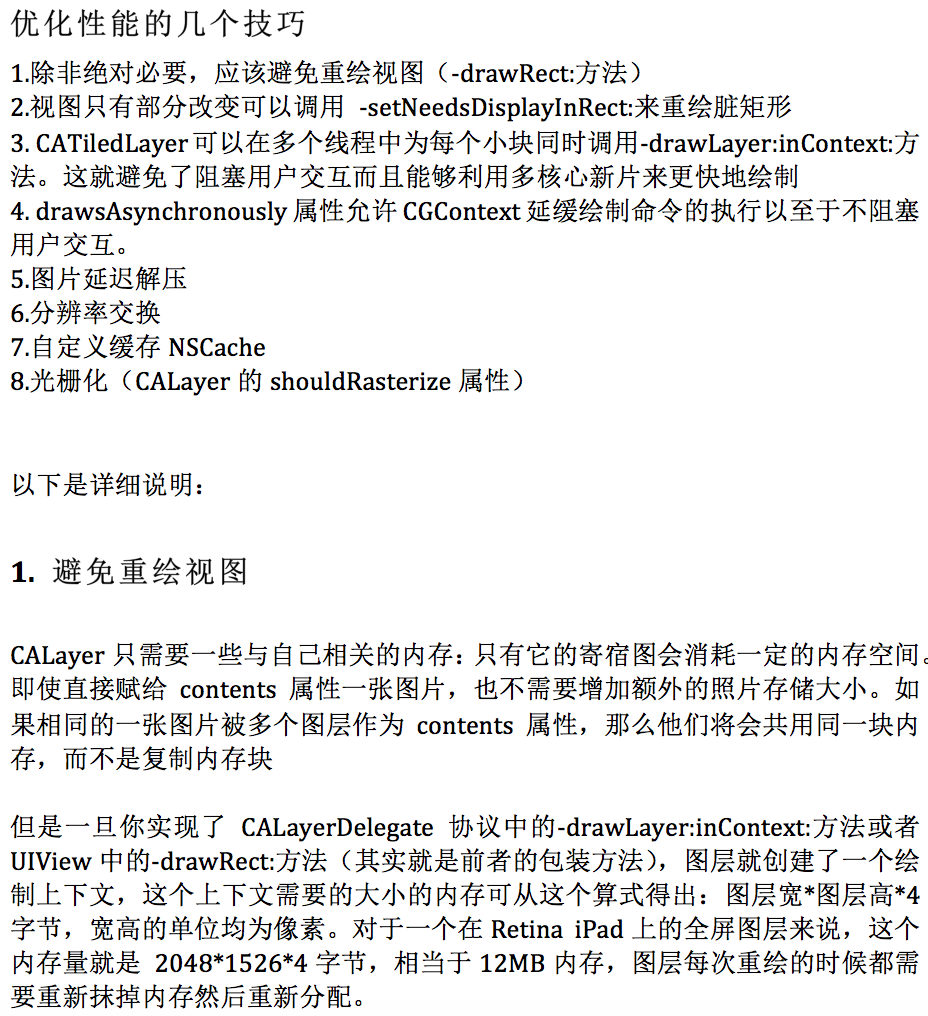 优化性能的几个技巧
1.除非绝对必要，应该避免重绘视图（-drawRect:方法）
2.视图只有部分改变可以调用 -setNeedsDisplayInRect:来重绘脏矩形
3. CATiledLayer可以在多个线程中为每个小块同时调用-drawLayer:inContext:方
法。这就避免了阻塞用户交互而且能够利用多核心新片来更快地绘制
4. drawsAsynchronously 属性允许 CGContext 延缓绘制命令的执行以至于不阻塞
用户交互。
5.图片延迟解压
6.分辨率交换
7.自定义缓存 NSCache
8.光栅化（CALayer 的 shouldRasterize 属性）
以下是详细说明：
1. 避免重绘视图
CALayer 只需要一些与自己相关的内存：只有它的寄宿图会消耗一定的内存空间。
即使直接赋给 contents 属性一张图片，也不需要增加额外的照片存储大小。如
果相同的一张图片被多个图层作为 contents 属性，那么他们将会共用同一块内
存，而不是复制内存块
但是一旦你实现了 CALayerDelegate 协议中的-drawLayer:inContext:方法或者
UIView 中的-drawRect:方法（其实就是前者的包装方法），图层就创建了一个绘
制上下文，这个上下文需要的大小的内存可从这个算式得出：图层宽*图层高*4
字节，宽高的单位均为像素。对于一个在 Retina iPad 上的全屏图层来说，这个
内存量就是 2048*1526*4 字节，相当于 12MB 内存，图层每次重绘的时候都需
要重新抹掉内存然后重新分配。